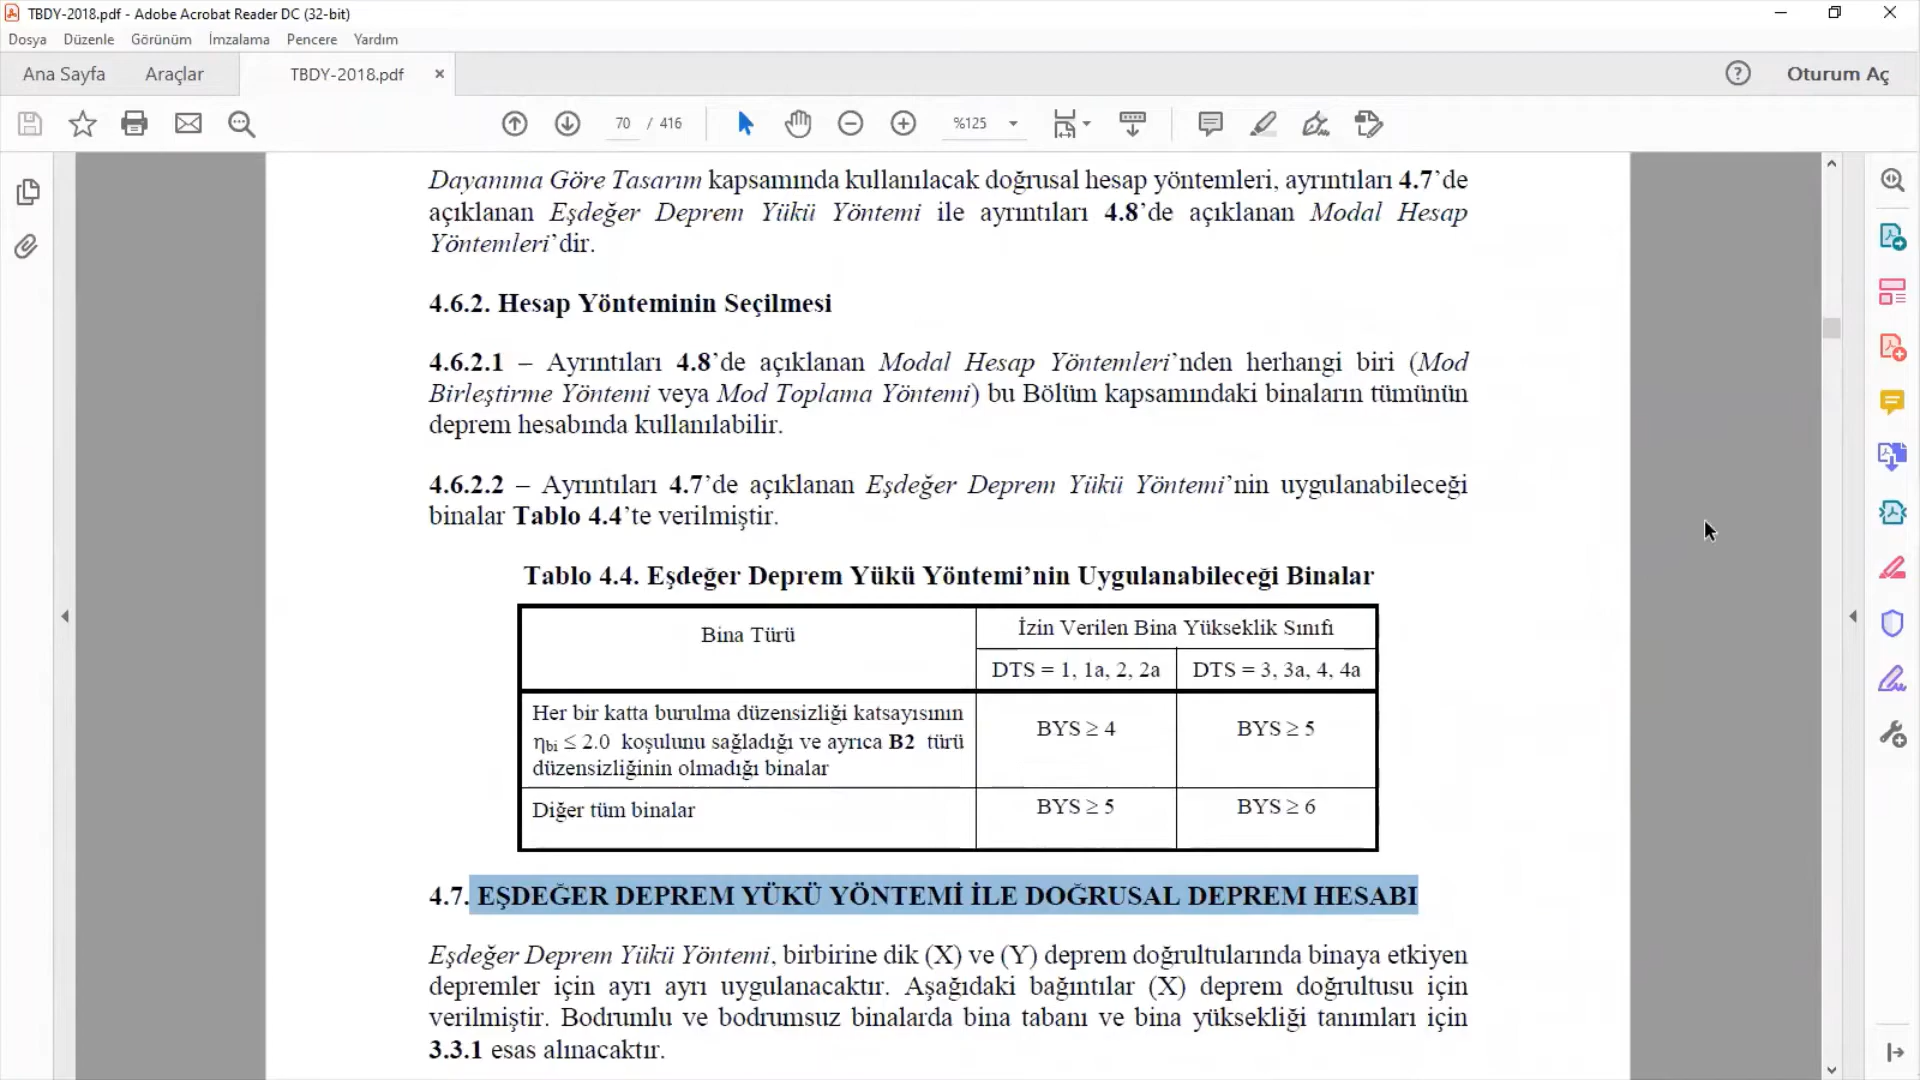 TBDY-2018.pdf - Adobe Acrobat Reader DC (32-bit)
Dosya Düzenle Görünüm İmzalama Pencere Yardım
Ana Sayfa Araçlar TBDY-2018.pdf × ? Oturum Aç
70 / 416 %125
Dayanıma Göre Tasarım kapsamında kullanılacak doğrusal hesap yöntemleri, ayrıntıları 4.7’de
açıklanan Eşdeğer Deprem Yükü Yöntemi ile ayrıntıları 4.8’de açıklanan Modal Hesap
Yöntemleri’dir.
4.6.2. Hesap Yönteminin Seçilmesi
4.6.2.1 – Ayrıntıları 4.8’de açıklanan Modal Hesap Yöntemleri’nden herhangi biri (Mod
Birleştirme Yöntemi veya Mod Toplama Yöntemi) bu Bölüm kapsamındaki binaların tümünün
deprem hesabında kullanılabilir.
4.6.2.2 – Ayrıntıları 4.7’de açıklanan Eşdeğer Deprem Yükü Yöntemi’nin uygulanabileceği
binalar Tablo 4.4’te verilmiştir.
Tablo 4.4. Eşdeğer Deprem Yükü Yöntemi’nin Uygulanabileceği Binalar
Bina Türü
İzin Verilen Bina Yükseklik Sınıfı
DTS = 1, 1a, 2, 2a DTS = 3, 3a, 4, 4a
Her bir katta burulma düzensizliği katsayısının
ηbi ≤ 2.0 koşulunu sağladığı ve ayrıca B2 türü
düzensizliğinin olmadığı binalar
BYS ≥ 4 BYS ≥ 5
Diğer tüm binalar BYS ≥ 5 BYS ≥ 6
4.7. EŞDEĞER DEPREM YÜKÜ YÖNTEMİ İLE DOĞRUSAL DEPREM HESABI
Eşdeğer Deprem Yükü Yöntemi, birbirine dik (X) ve (Y) deprem doğrultularında binaya etkiyen
depremler için ayrı ayrı uygulanacaktır. Aşağıdaki bağıntılar (X) deprem doğrultusu için
verilmiştir. Bodrumlu ve bodrumsuz binalarda bina tabanı ve bina yüksekliği tanımları için
3.3.1 esas alınacaktır.